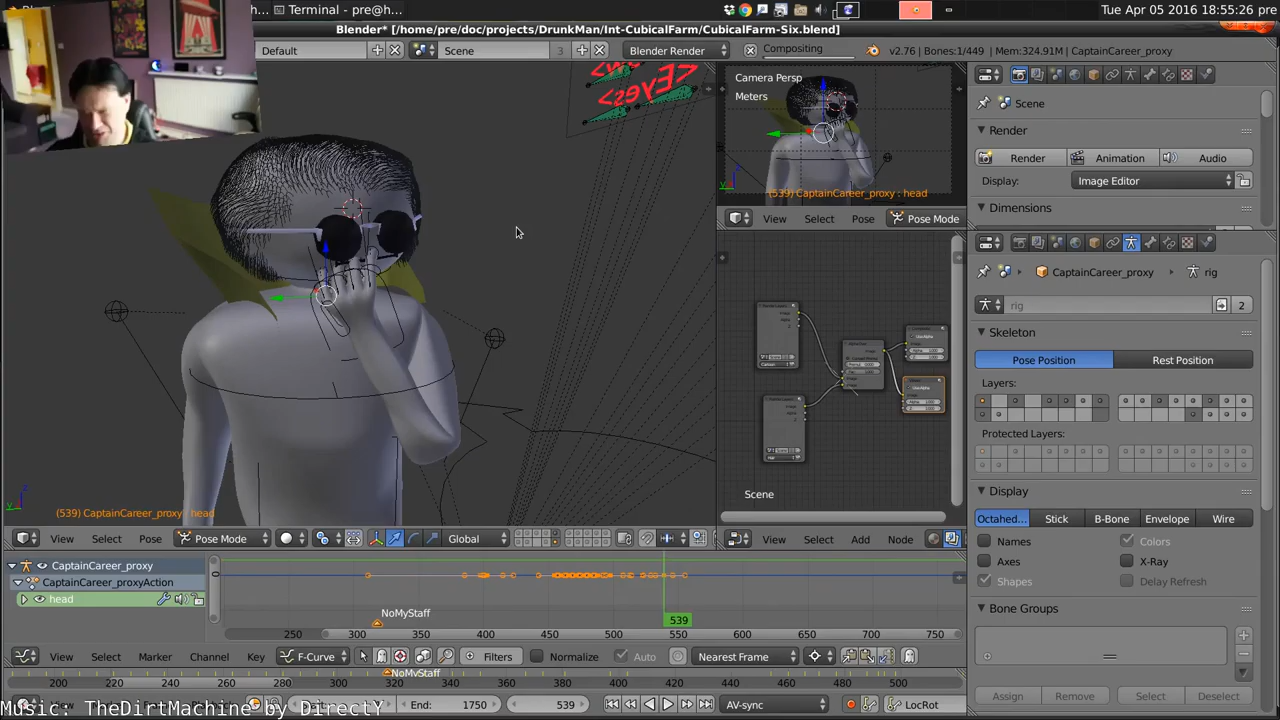 Terminal - pre@h...
Tue Apr 05 2016 18:55:26 pre
Blender* [/home/pre/doc/projects/DrunkMan/Int-CubicalFarm/CubicalFarm-Six.blend]
Default
Scene
3
Blender Render
Compositing
v2.76 | Bones:1/449 | Mem:324.91M | CaptainCareer_proxy
<Eyes>
Camera Persp
Meters
(539) CaptainCareer_proxy : head
View
Select
Pose
Pose Mode
Scene
Render
Render
Animation
Audio
Display:
Image Editor
Dimensions
CaptainCareer_proxy
rig
rig
2
Skeleton
Pose Position
Rest Position
Layers:
Protected Layers:
Display
Octahed...
Stick
B-Bone
Envelope
Wire
Names
Colors
Axes
X-Ray
Shapes
Delay Refresh
Bone Groups
Assign
Remove
Select
Deselect
Scene
View
Select
Add
Node
(539) CaptainCareer_proxy : head
View
Select
Pose
Pose Mode
Global
CaptainCareer_proxy
CaptainCareer_proxyAction
head
NoMyStaff
539
250
300
350
400
450
500
550
600
650
700
750
View
Select
Marker
Channel
Key
F-Curve
Filters
Normalize
Auto
Nearest Frame
NoMyStaff
200
220
240
260
280
300
320
340
360
380
400
420
440
460
480
500
Music: TheDirtMachine by DirectY
End:
1750
539
AV-sync
LocRot